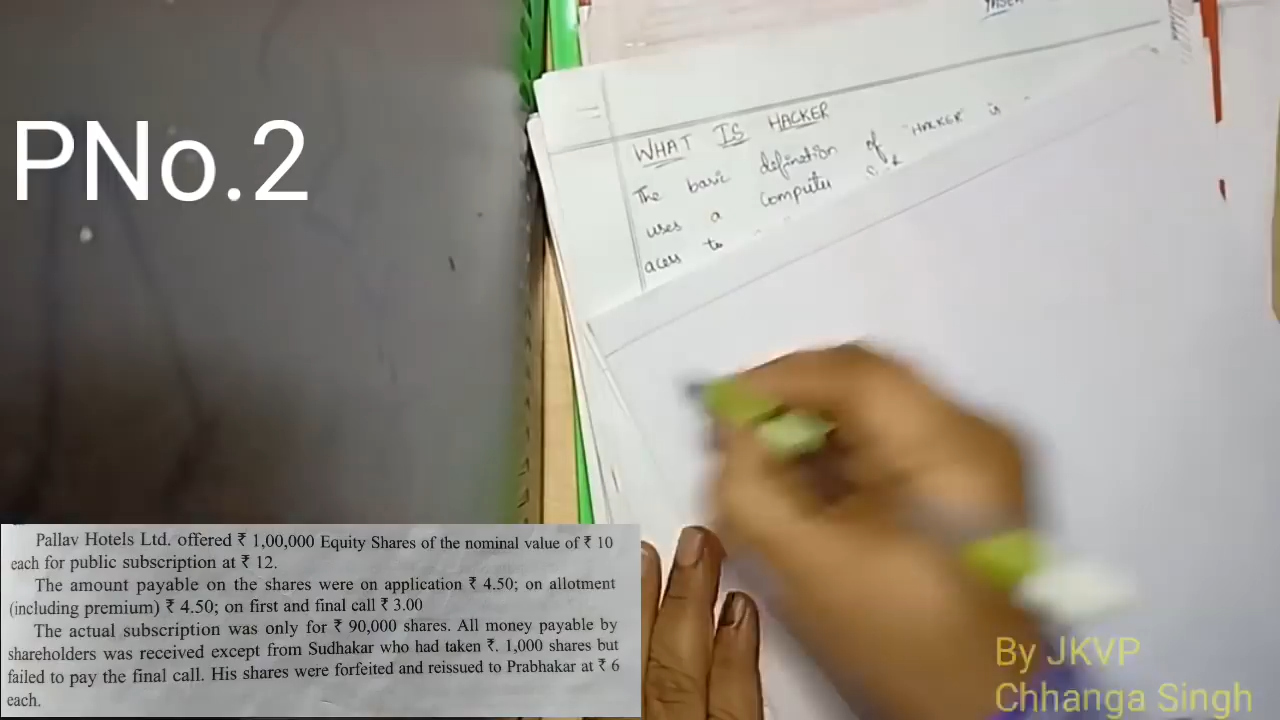 PNo.2
WHAT IS HACKER
The basic definition of "HACKER" is
uses a computer
acess to
Pallav Hotels Ltd. offered ₹ 1,00,000 Equity Shares of the nominal value of ₹ 10
each for public subscription at ₹ 12.
The amount payable on the shares were on application ₹ 4.50; on allotment
(including premium) ₹ 4.50; on first and final call ₹ 3.00
The actual subscription was only for ₹ 90,000 shares. All money payable by
shareholders was received except from Sudhakar who had taken ₹. 1,000 shares but
failed to pay the final call. His shares were forfeited and reissued to Prabhakar at ₹ 6
each.
By JKVP
Chhanga Singh